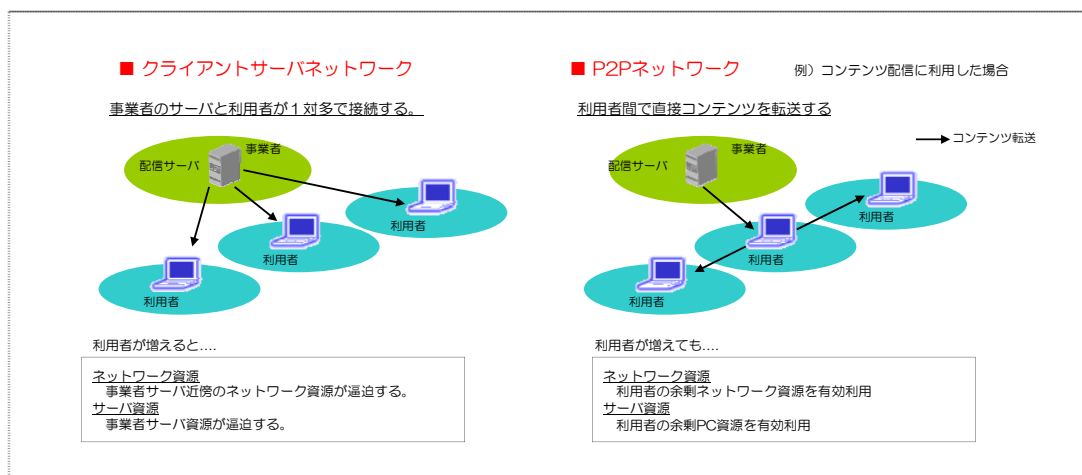 ■ クライアントサーバネットワーク
事業者のサーバと利用者が１対多で接続する。
事業者
配信サーバ
利用者
利用者
利用者
利用者が増えると....
ネットワーク資源
事業者サーバ近傍のネットワーク資源が逼迫する。
サーバ資源
事業者サーバ資源が逼迫する。
■ P2Pネットワーク
例）コンテンツ配信に利用した場合
利用者間で直接コンテンツを転送する
コンテンツ転送
事業者
配信サーバ
利用者
利用者
利用者
利用者が増えても....
ネットワーク資源
利用者の余剰ネットワーク資源を有効利用
サーバ資源
利用者の余剰PC資源を有効利用